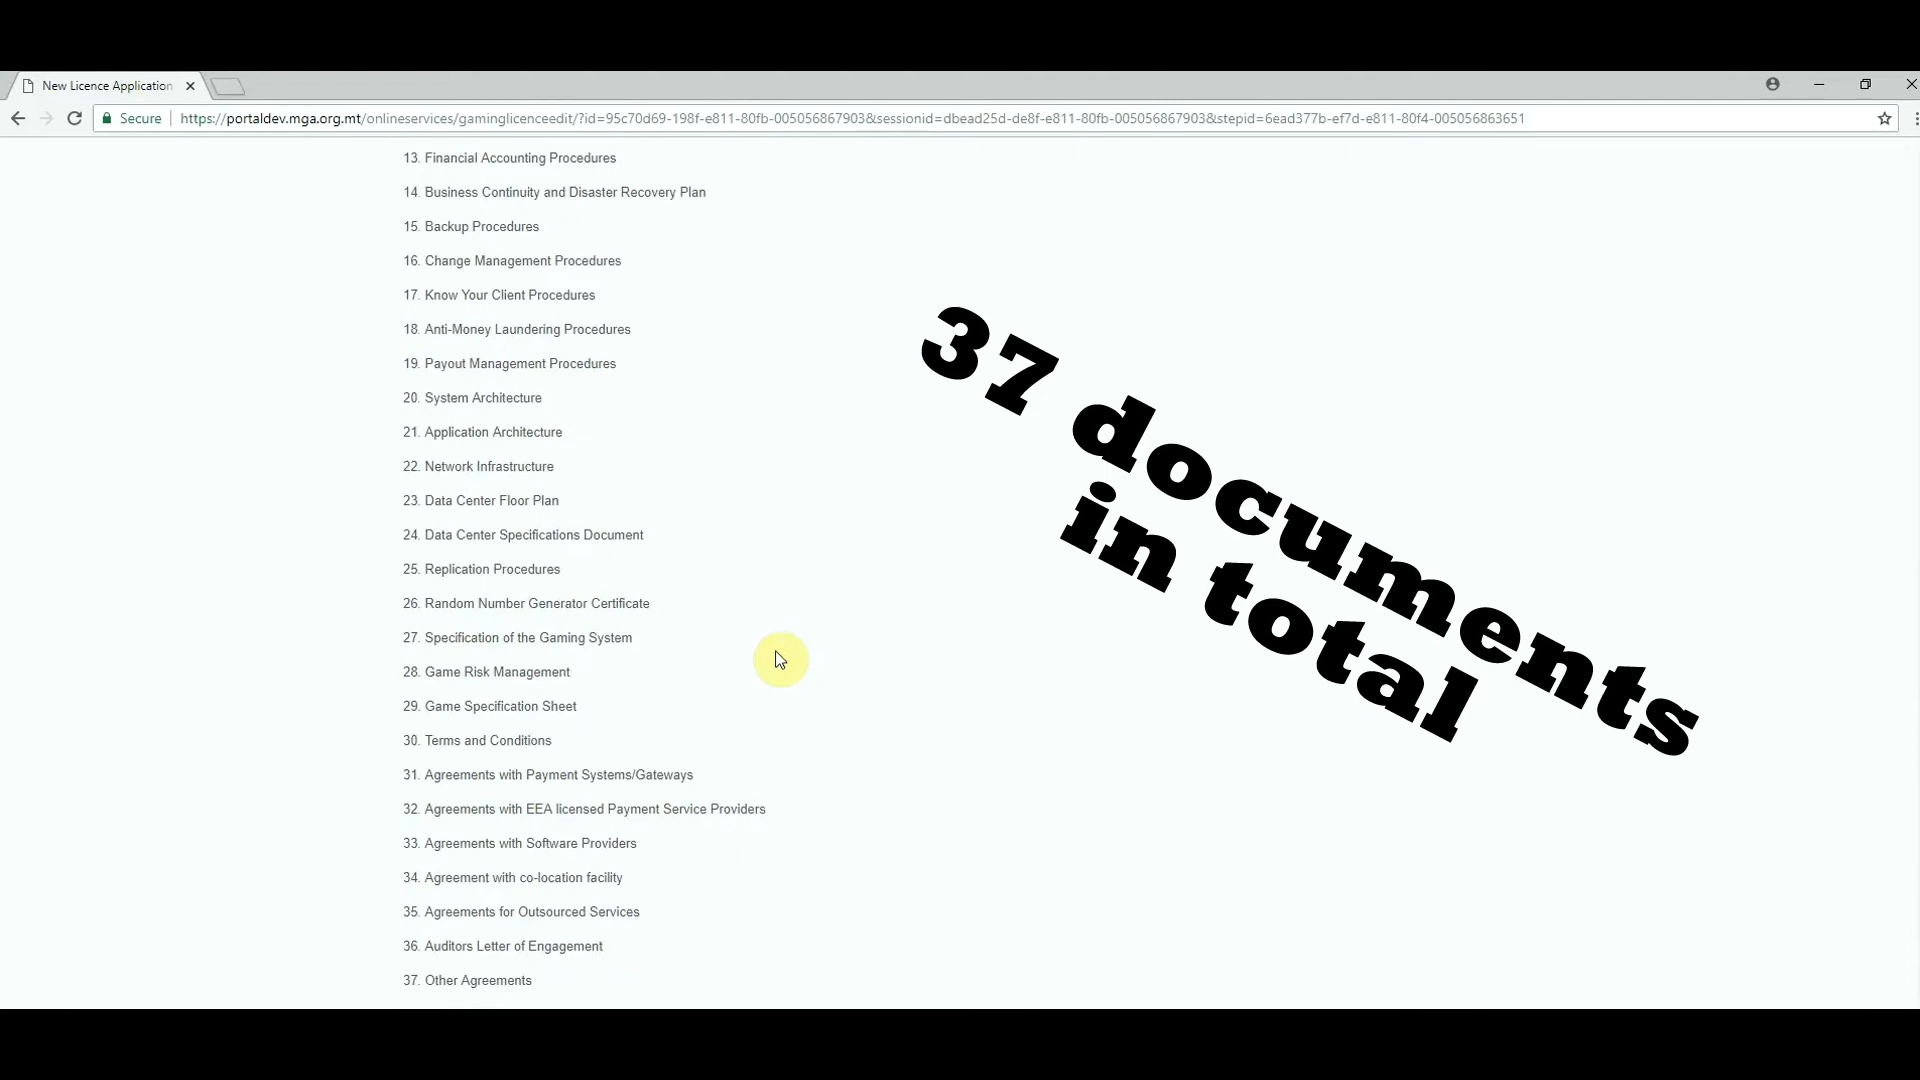 New Licence Application
Secure | https://portaldev.mga.org.mt/onlineservices/gaminglicenceedit/?id=95c70d69-198f-e811-80fb-005056867903&sessionid=dbead25d-de8f-e811-80fb-005056867903&stepid=6ead377b-ef7d-e811-80f4-005056863651
13. Financial Accounting Procedures
14. Business Continuity and Disaster Recovery Plan
15. Backup Procedures
16. Change Management Procedures
17. Know Your Client Procedures
18. Anti-Money Laundering Procedures
19. Payout Management Procedures
20. System Architecture
21. Application Architecture
22. Network Infrastructure
23. Data Center Floor Plan
24. Data Center Specifications Document
25. Replication Procedures
26. Random Number Generator Certificate
27. Specification of the Gaming System
28. Game Risk Management
29. Game Specification Sheet
30. Terms and Conditions
31. Agreements with Payment Systems/Gateways
32. Agreements with EEA licensed Payment Service Providers
33. Agreements with Software Providers
34. Agreement with co-location facility
35. Agreements for Outsourced Services
36. Auditors Letter of Engagement
37. Other Agreements
37 documents
in total